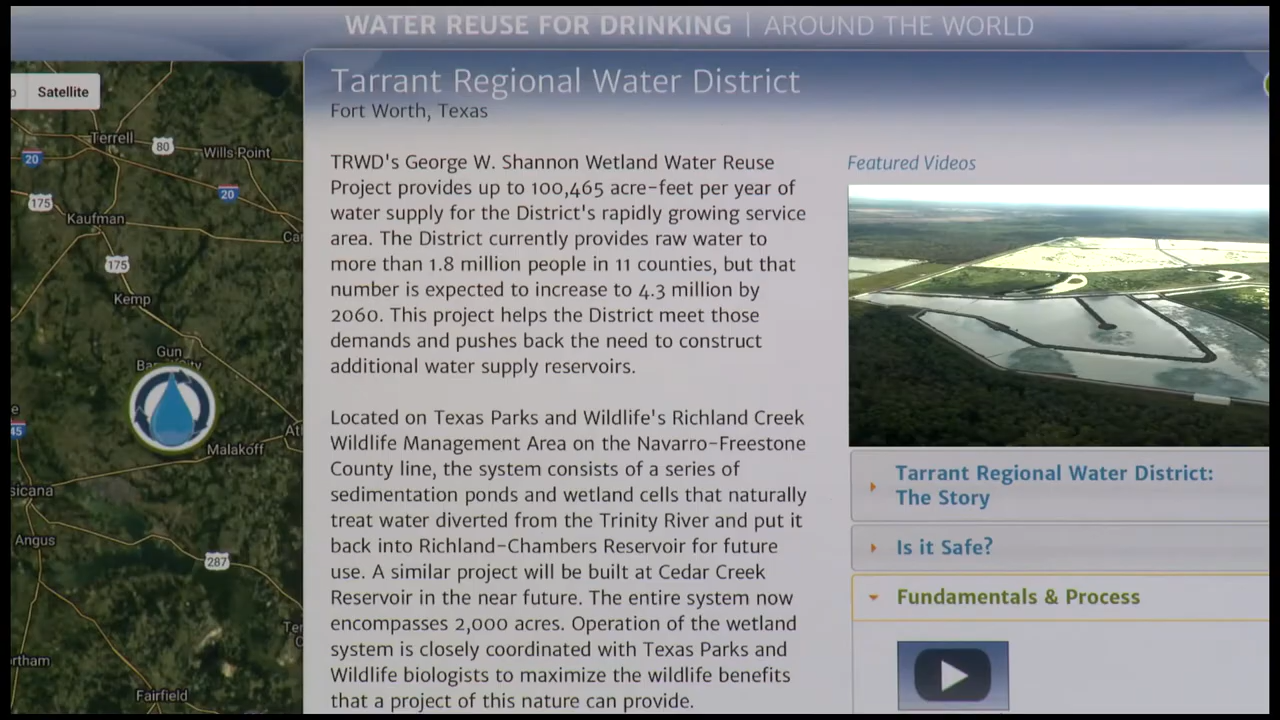 WATER REUSE FOR DRINKING | AROUND THE WORLD
Satellite
Terrell
80
20
Wills Point
20
175
Kaufman
175
Kemp
Gun
Malakoff
45
Angus
287
Fairfield
Tarrant Regional Water District
Fort Worth, Texas
TRWD's George W. Shannon Wetland Water Reuse
Project provides up to 100,465 acre-feet per year of
water supply for the District's rapidly growing service
area. The District currently provides raw water to
more than 1.8 million people in 11 counties, but that
number is expected to increase to 4.3 million by
2060. This project helps the District meet those
demands and pushes back the need to construct
additional water supply reservoirs.
Located on Texas Parks and Wildlife's Richland Creek
Wildlife Management Area on the Navarro-Freestone
County line, the system consists of a series of
sedimentation ponds and wetland cells that naturally
treat water diverted from the Trinity River and put it
back into Richland-Chambers Reservoir for future
use. A similar project will be built at Cedar Creek
Reservoir in the near future. The entire system now
encompasses 2,000 acres. Operation of the wetland
system is closely coordinated with Texas Parks and
Wildlife biologists to maximize the wildlife benefits
that a project of this nature can provide.
Featured Videos
Tarrant Regional Water District:
The Story
Is it Safe?
Fundamentals & Process